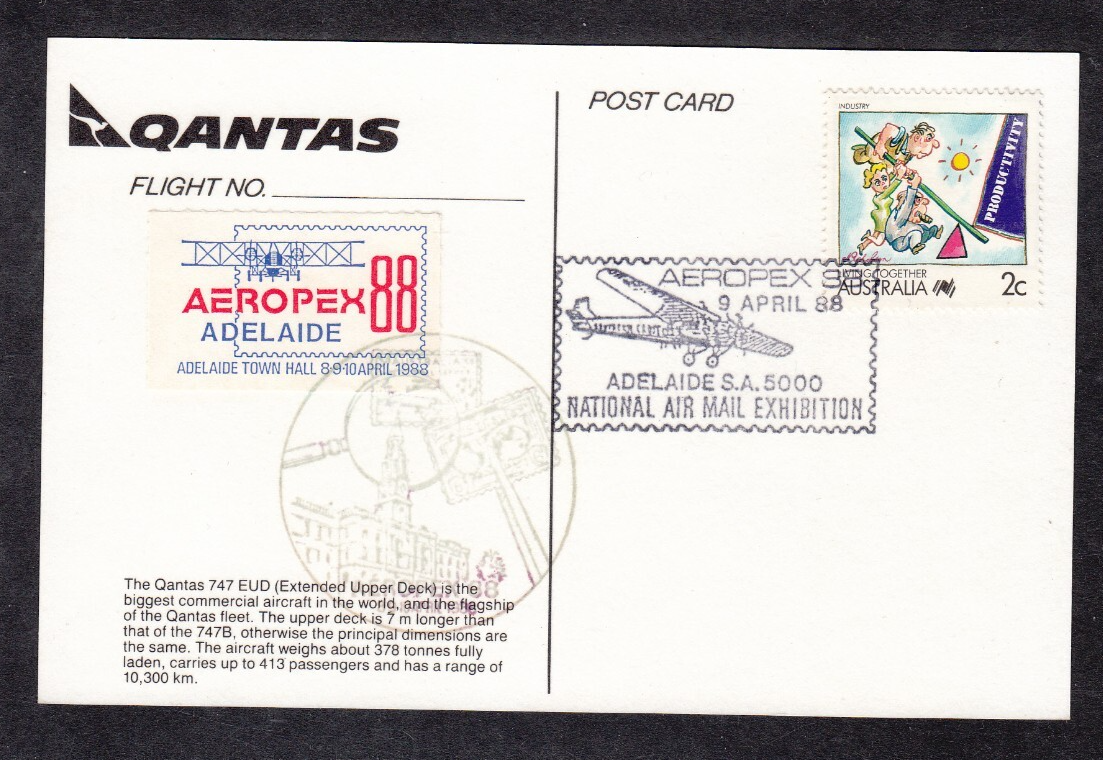 QANTAS
FLIGHT NO.
AEROPEX 88
ADELAIDE
ADELAIDE TOWN HALL 8·9·10 APRIL 1988
The Qantas 747 EUD (Extended Upper Deck) is the
biggest commercial aircraft in the world, and the flagship
of the Qantas fleet. The upper deck is 7 m longer than
that of the 747B, otherwise the principal dimensions are
the same. The aircraft weighs about 378 tonnes fully
laden, carries up to 413 passengers and has a range of
10,300 km.
POST CARD
INDUSTRY
PRODUCTIVITY
LIVING TOGETHER
AUSTRALIA 2c
AEROPEX 88
9 APRIL 88
ADELAIDE S.A. 5000
NATIONAL AIR MAIL EXHIBITION